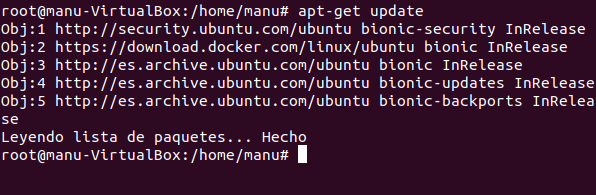 root@manu-VirtualBox:/home/manu# apt-get update
Obj:1 http://security.ubuntu.com/ubuntu bionic-security InRelease
Obj:2 https://download.docker.com/linux/ubuntu bionic InRelease
Obj:3 http://es.archive.ubuntu.com/ubuntu bionic InRelease
Obj:4 http://es.archive.ubuntu.com/ubuntu bionic-updates InRelease
Obj:5 http://es.archive.ubuntu.com/ubuntu bionic-backports InRelea
se
Leyendo lista de paquetes... Hecho
root@manu-VirtualBox:/home/manu#